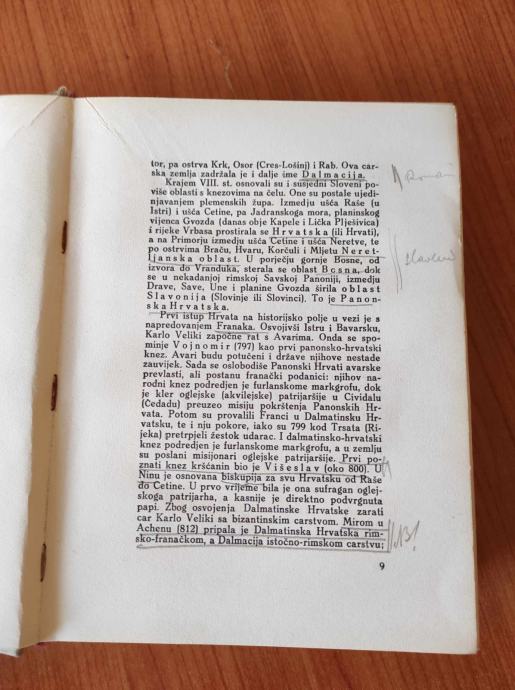 tor, pa ostrva Krk, Osor (Cres-Lošinj) i Rab. Ova car-
ska zemlja zadržala je i dalje ime Dalmacija.
Krajem VIII. st. osnovali su i susjedni Sloveni po-
više oblasti s knezovima na čelu. One su postale ujedi-
njavanjem plemenskih župa. Izmedju ušća Raše (u
Istri) i ušća Cetine, pa Jadranskoga mora, planinskog
vijenca Gvozda (danas obje Kapele i Lička Plješivica)
i rijeke Vrbasa prostirala se Hrvatska (ili Hrvati),
a na Primorju izmedju ušća Cetine i ušća Neretve, te
po ostrvima Braču, Hvaru, Korčuli i Mljetu Neret-
ljanska oblast. U porječju gornje Bosne, od
izvora do Vranduka, sterala se oblast Bosna, dok
se u nekadanjoj rimskoj Savskoj Panoniji, izmedju
Drave, Save, Une i planine Gvozda širila oblast
Slavonija (Slovinje ili Slovinci). To je Panon-
ska Hrvatska.
Prvi istup Hrvata na historijsko polje u vezi je s
napredovanjem Franaka. Osvojivši Istru i Bavarsku,
Karlo Veliki započne rat s Avarima. Onda se spo-
minje Vojnomir (797) kao prvi panonsko-hrvatski
knez. Avari budu potučeni i države njihove nestade
zauvijek. Sada se oslobodiše Panonski Hrvati avarske
prevlasti, ali postanu franački podanici: njihov na-
rodni knez podredjen je furlanskome markgrofu, dok
je kler oglejske (akvilejske) patrijaršije u Cividalu
(Čedadu) preuzeo misiju pokrštenja Panonskih Hr-
vata. Potom su provalili Franci u Dalmatinsku Hr-
vatsku, te i nju pokore, iako su 799 kod Trsata (Ri-
jeka) pretrpjeli žestok udarac. I dalmatinsko-hrvatski
knez podredjen je furlanskome markgrofu, a u zemlju
su poslani misijonari oglejske patrijaršije. Prvi po-
znati knez kršćanin bio je Višeslav (oko 800). U
Ninu je osnovana biskupija za svu Hrvatsku od Raše
do Cetine. U prvo vrijeme bila je ona sufragan oglej-
skoga patrijarha, a kasnije je direktno podvrgnuta
papi. Zbog osvojenja Dalmatinske Hrvatske zarati
car Karlo Veliki sa bizantinskim carstvom. Mirom u
Achenu (812) pripala je Dalmatinska Hrvatska rim-
sko-franačkom, a Dalmacija istočno-rimskom carstvu;
9